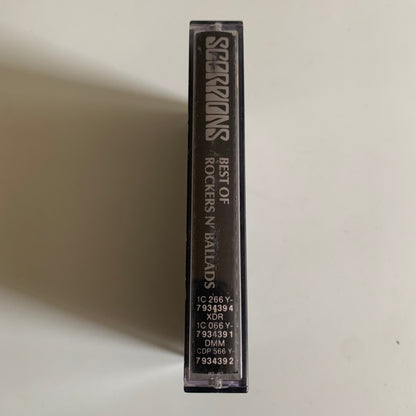 SCORPIONS
BEST OF
ROCKERS N' BALLADS
1C 266 Y-
7934394
XDR
1C 066 Y-
7934391
DMM
CDP 566 Y-
7934392